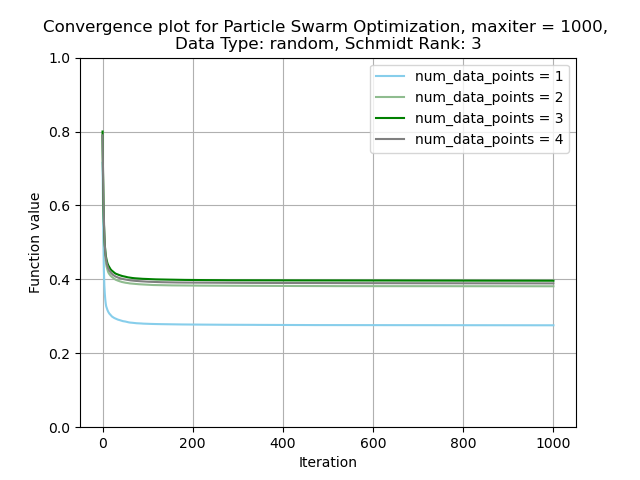 Convergence plot for Particle Swarm Optimization, maxiter = 1000,
Data Type: random, Schmidt Rank: 3
num_data_points = 1
num_data_points = 2
num_data_points = 3
num_data_points = 4
1.0
0.8
0.6
0.4
0.2
0.0
Function value
0 200 400 600 800 1000
Iteration